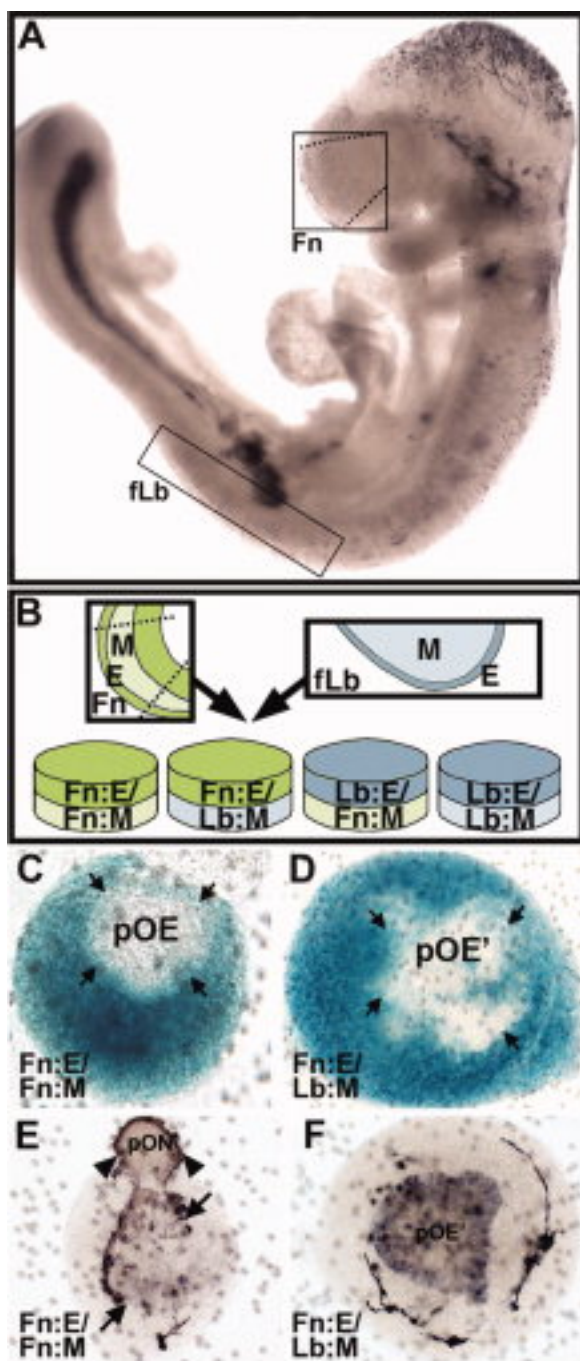 A
Fn
fLb
B
M
E
Fn
M
fLb
E
Fn:E/
Fn:M
Fn:E/
Lb:M
Lb:E/
Fn:M
Lb:E/
Lb:M
C
pOE
Fn:E/
Fn:M
D
pOE'
Fn:E/
Lb:M
E
pON
Fn:E/
Fn:M
F
pOE'
Fn:E/
Lb:M